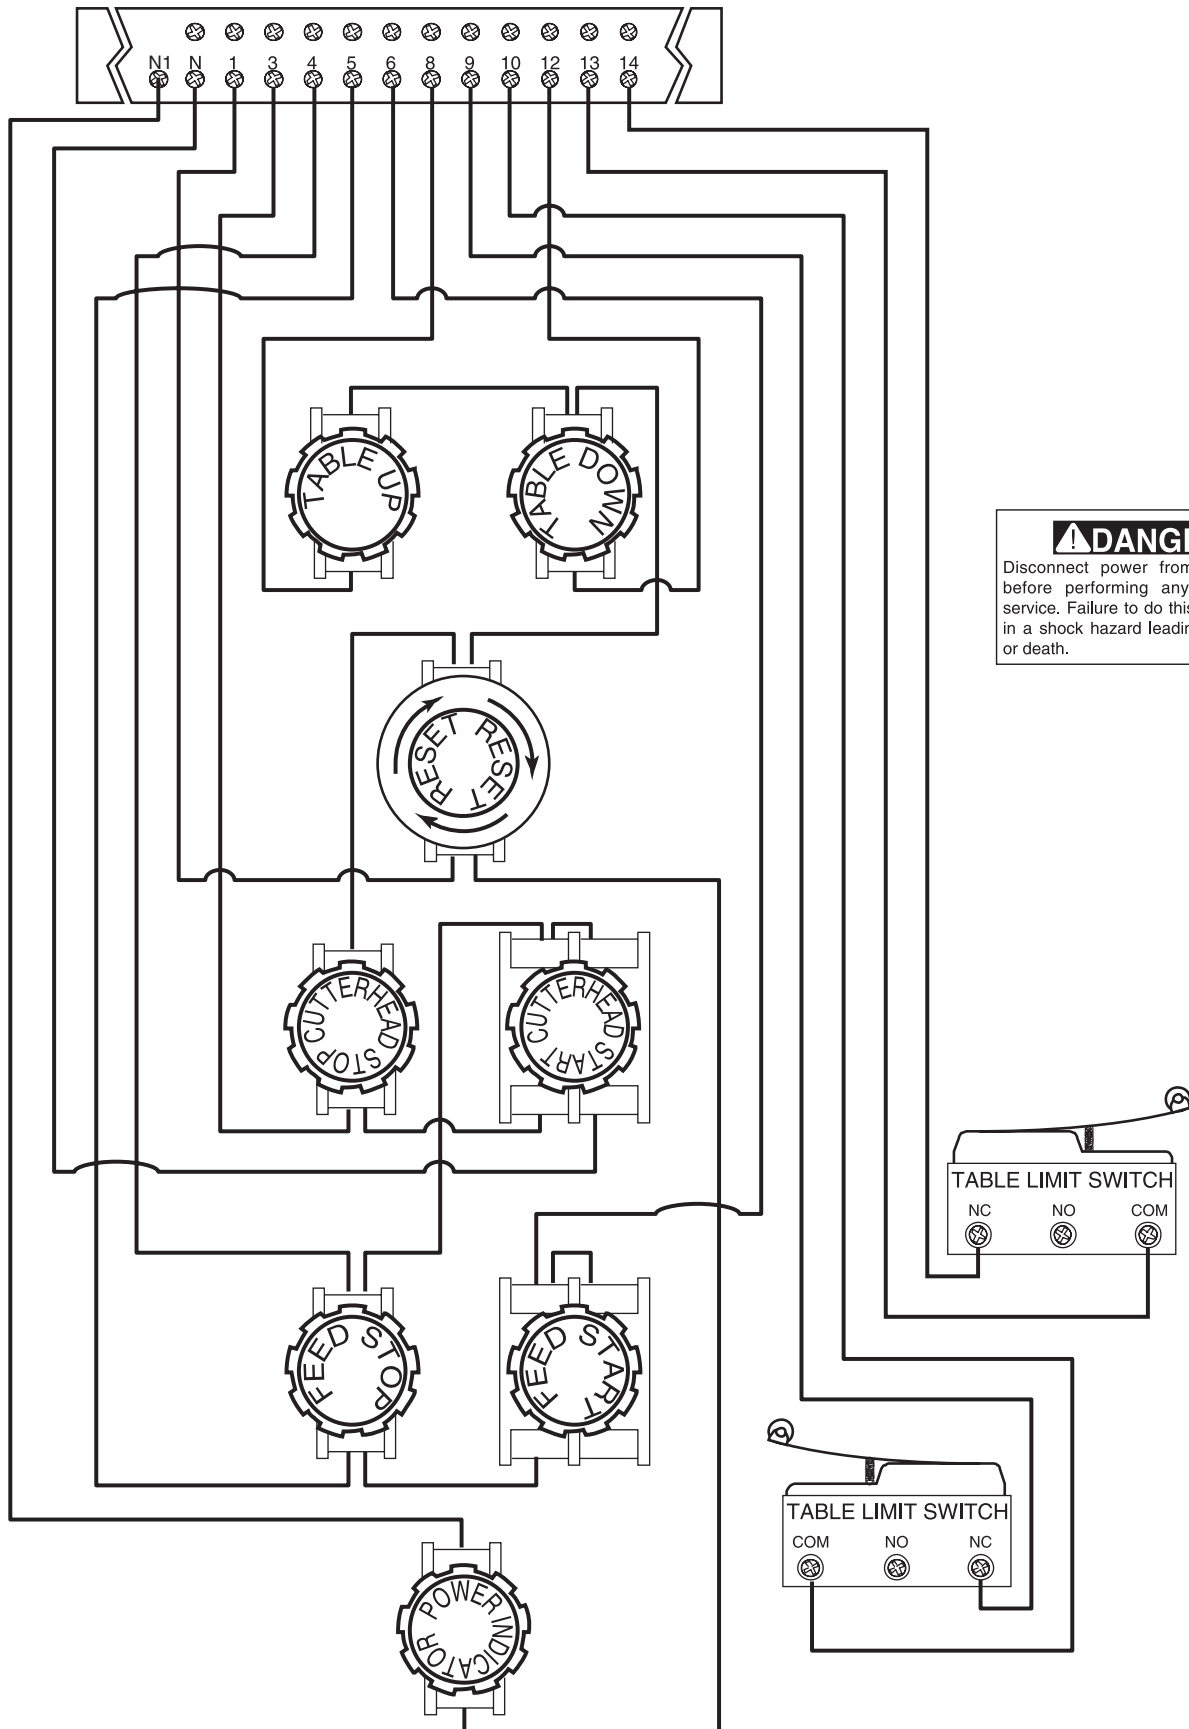 N1 N 1 3 4 5 6 8 9 10 12 13 14
TABLE UP
TABLE DOWN
Disconnect power from
before performing any
service. Failure to do this
in a shock hazard
or death.
RESET RESET
CUTTERHEAD STOP
CUTTERHEAD START
TABLE LIMIT SWITCH
NC NO COM
FEED STOP
FEED START
TABLE LIMIT SWITCH
COM NO NC
POWER INDICATOR